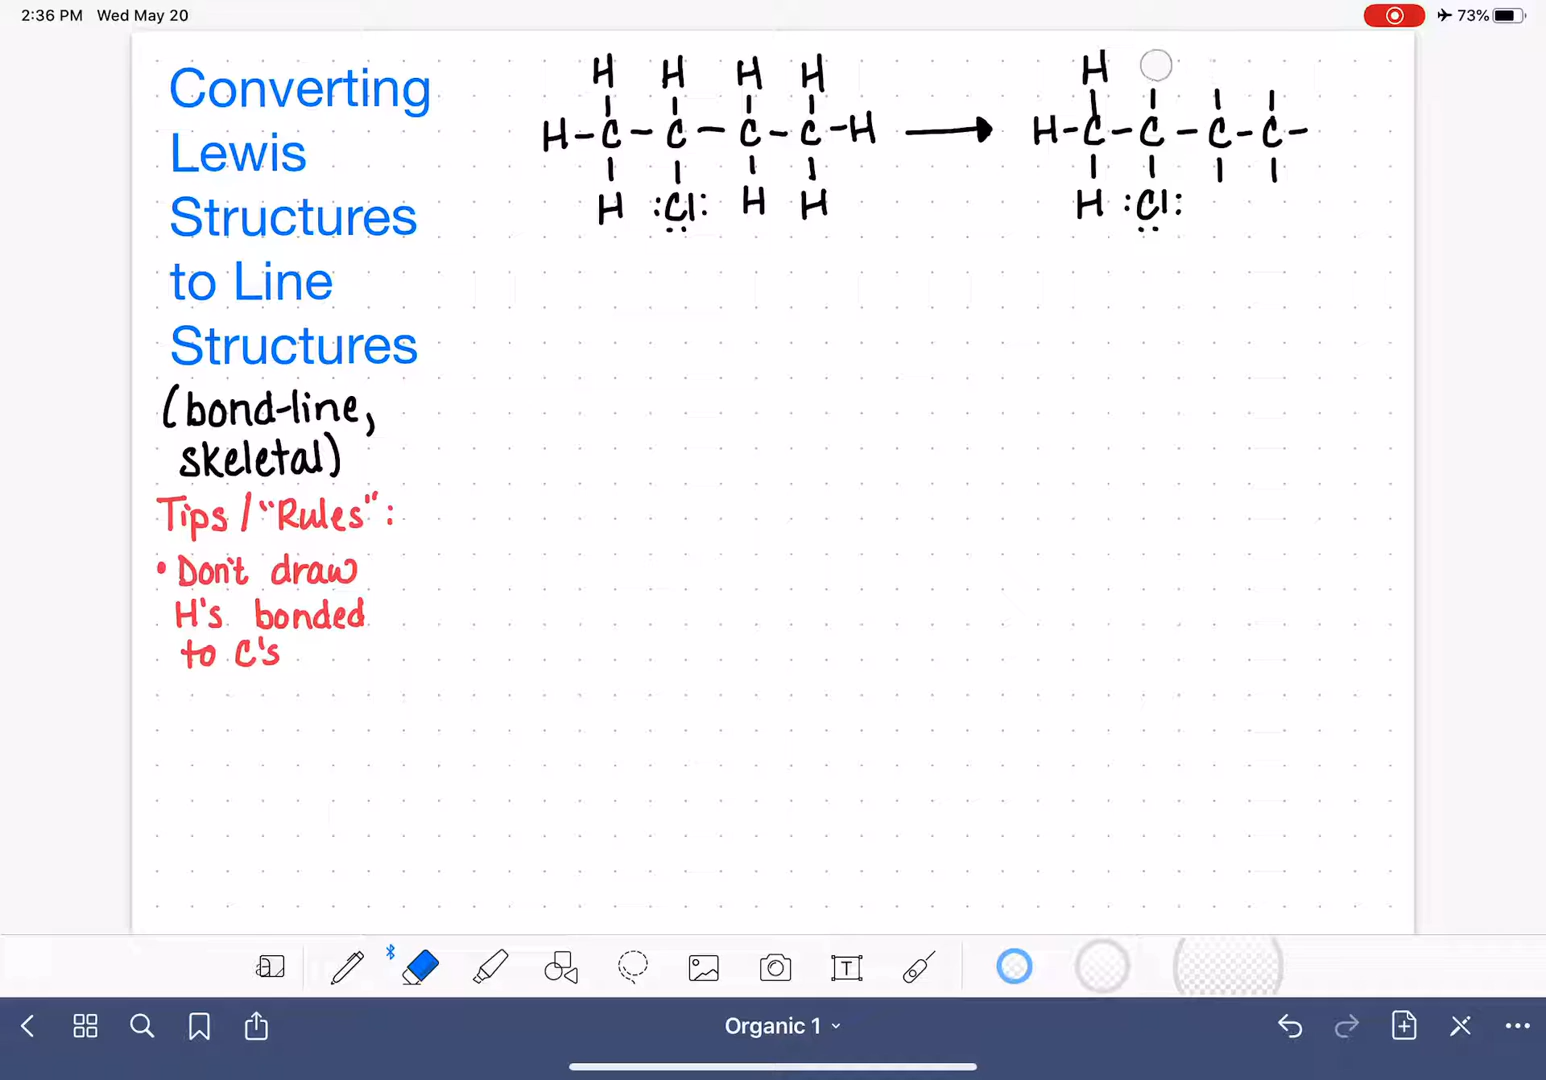 2:36 PM Wed May 20
73%
Converting
Lewis
Structures
to Line
Structures
(bond-line,
skeletal)
Tips / "Rules":
• Don't draw
H's bonded
to C's
H H H H H
H-C-C-C-C-H → H-C-C-C-C-
H :Cl: H H H :Cl:
T
Organic 1